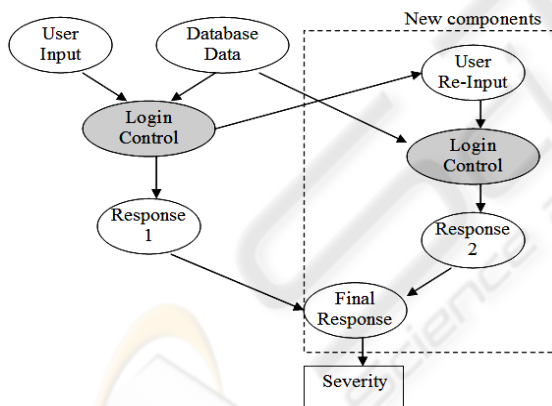 New components
User
Input
Database
Data
User
Re-Input
Login
Control
Login
Control
Response
1
Response
2
Final
Response
Severity
science a